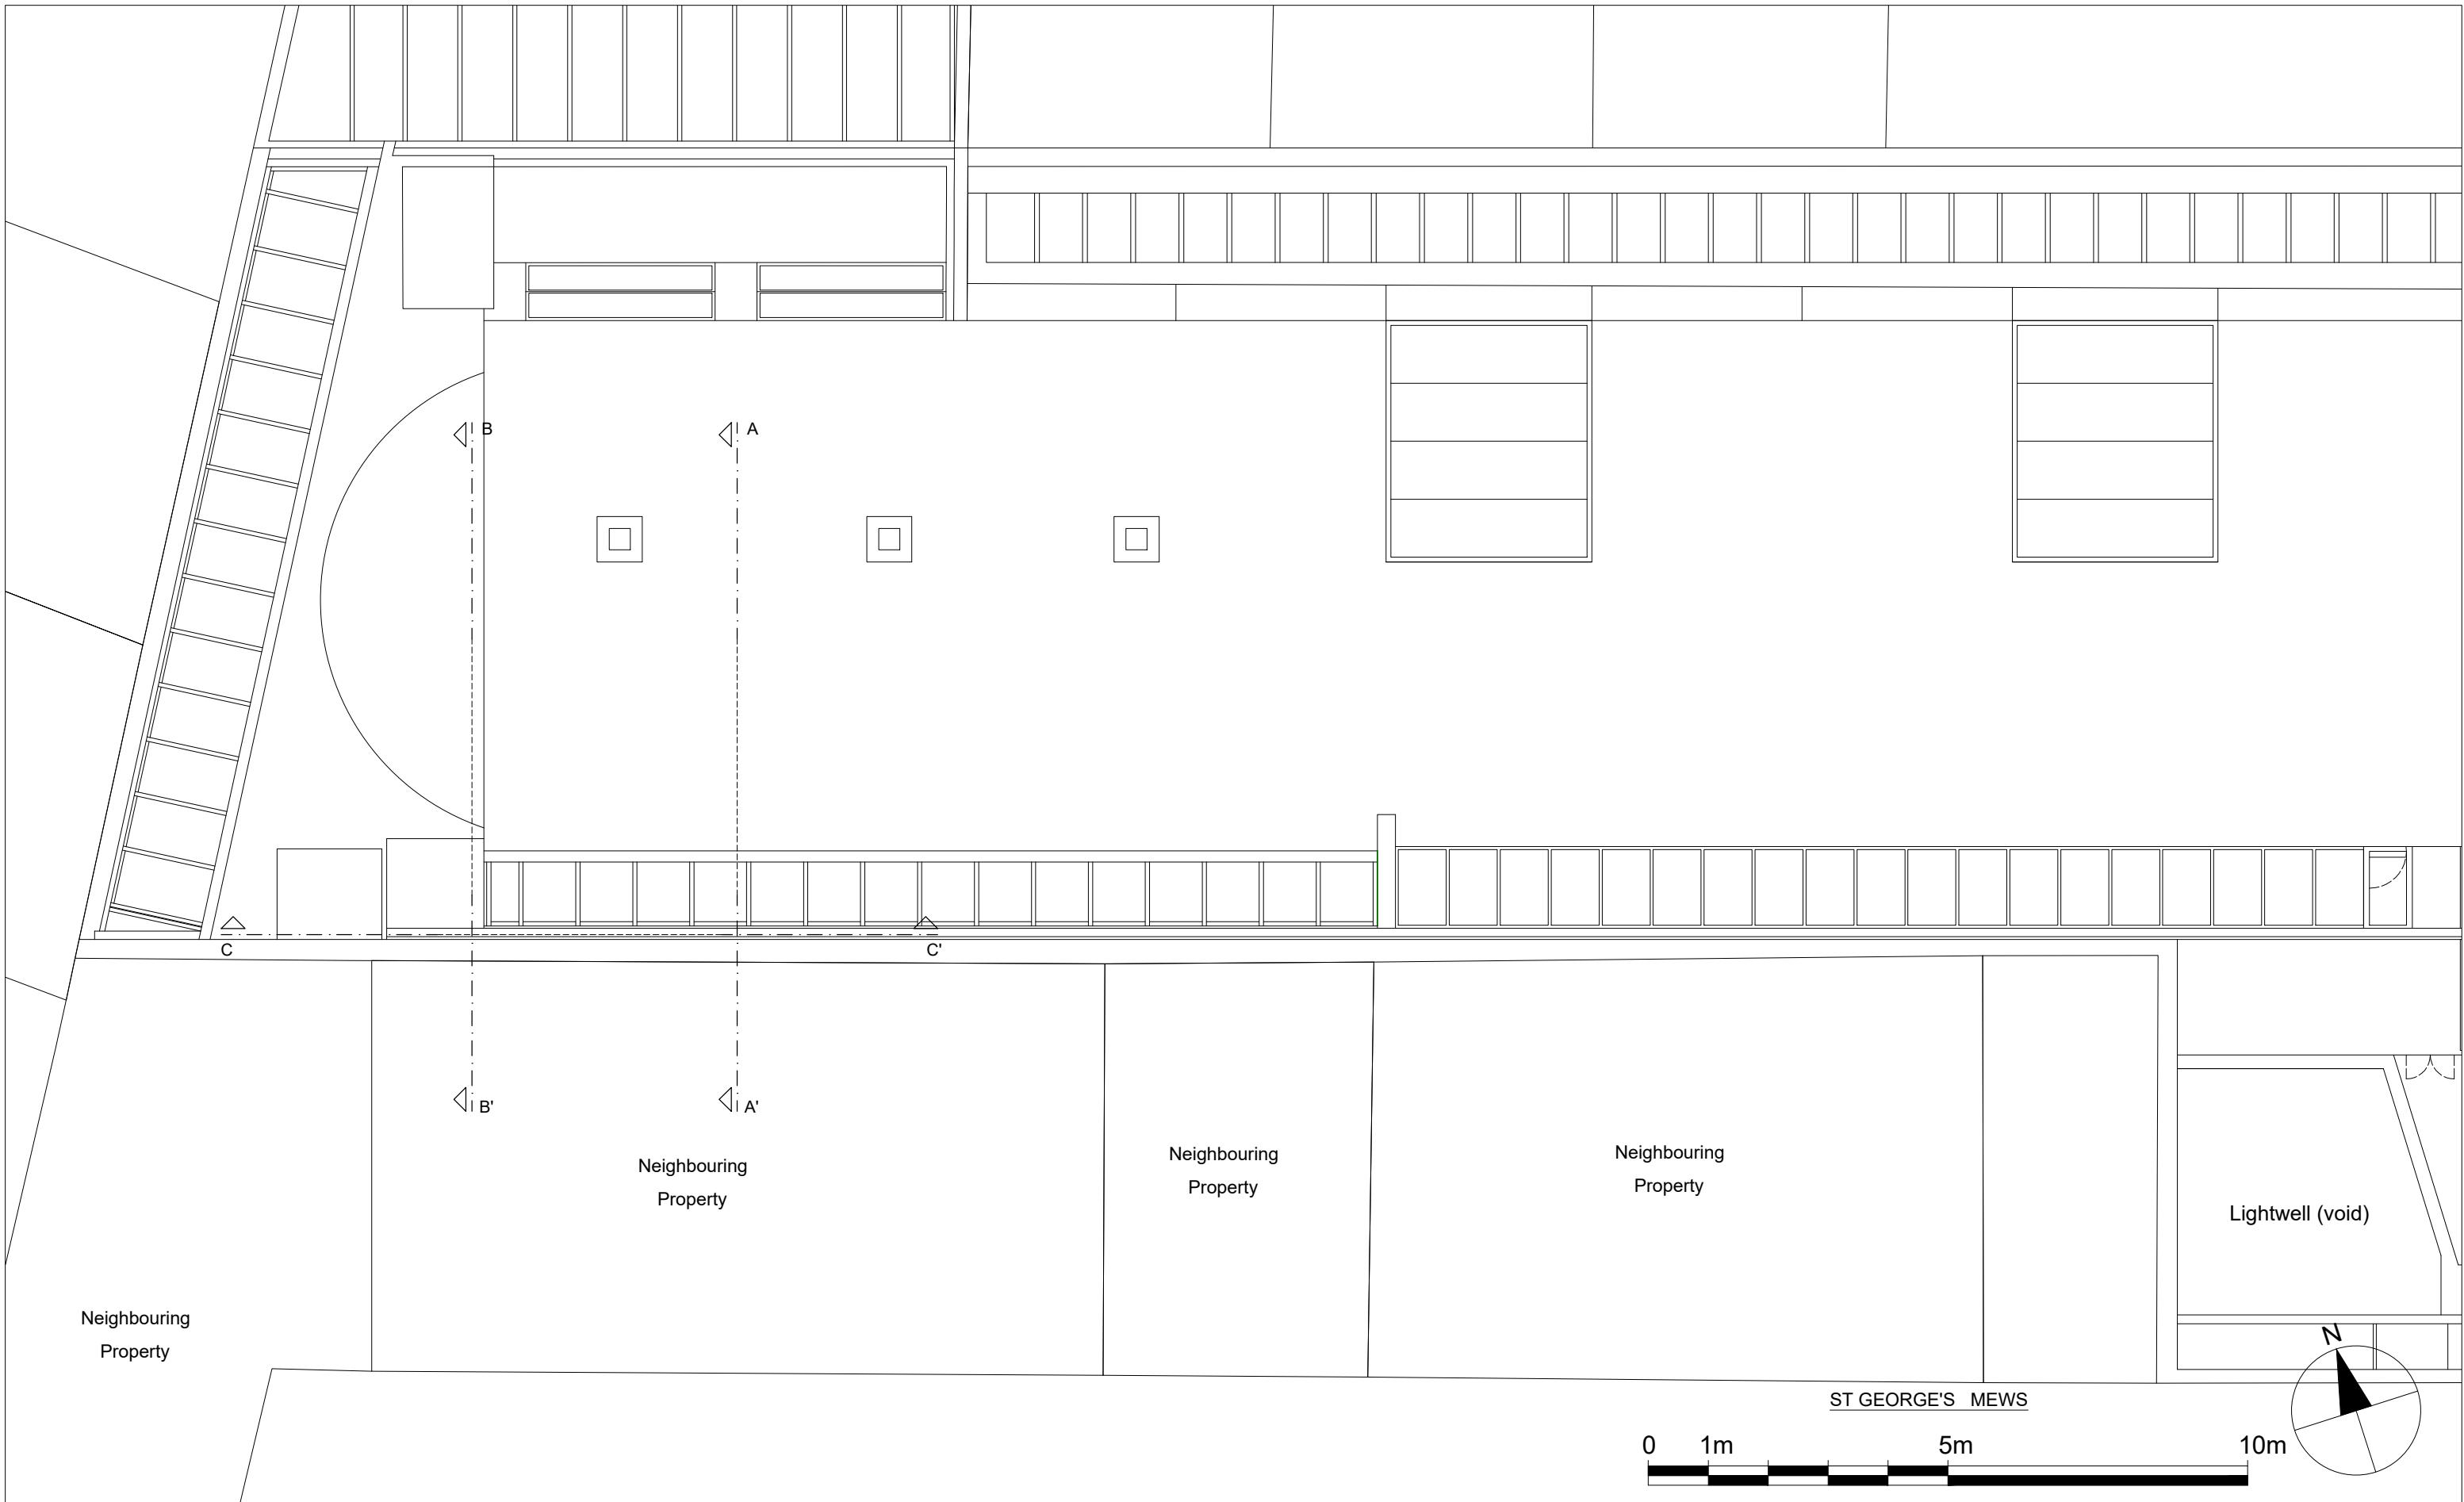 B
A
C
C'
B'
A'
Neighbouring
Property
Neighbouring
Property
Neighbouring
Property
Lightwell (void)
Neighbouring
Property
N
ST GEORGE'S MEWS
0 1m 5m 10m